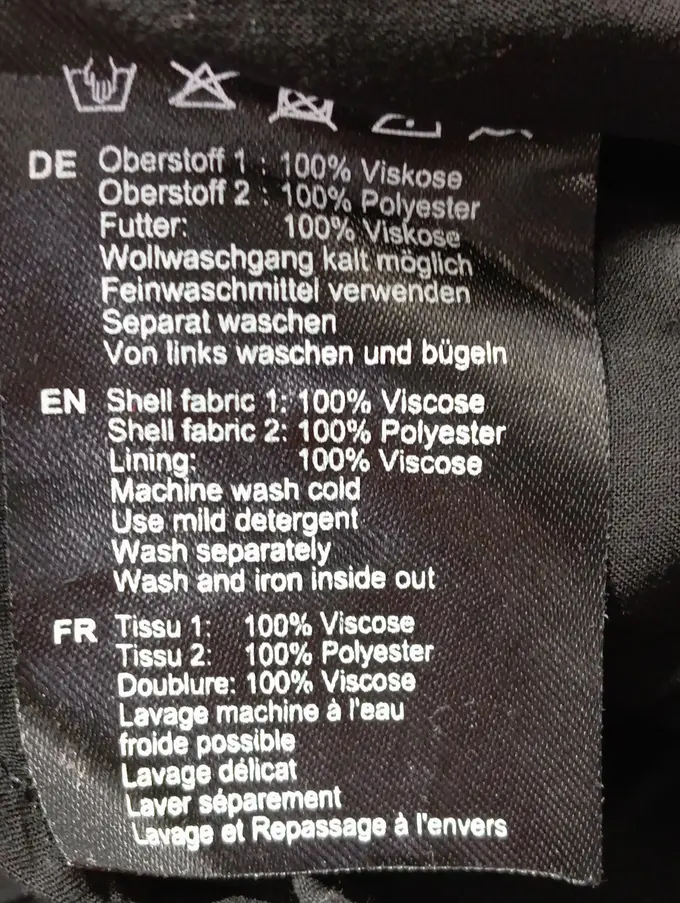 DE Oberstoff 1 : 100% Viskose
Oberstoff 2 : 100% Polyester
Futter: 100% Viskose
Wollwaschgang kalt möglich
Feinwaschmittel verwenden
Separat waschen
Von links waschen und bügeln
EN Shell fabric 1: 100% Viscose
Shell fabric 2: 100% Polyester
Lining: 100% Viscose
Machine wash cold
Use mild detergent
Wash separately
Wash and iron inside out
FR Tissu 1: 100% Viscose
Tissu 2: 100% Polyester
Doublure: 100% Viscose
Lavage machine à l'eau
froide possible
Lavage délicat
Laver séparement
Lavage et Repassage à l'envers